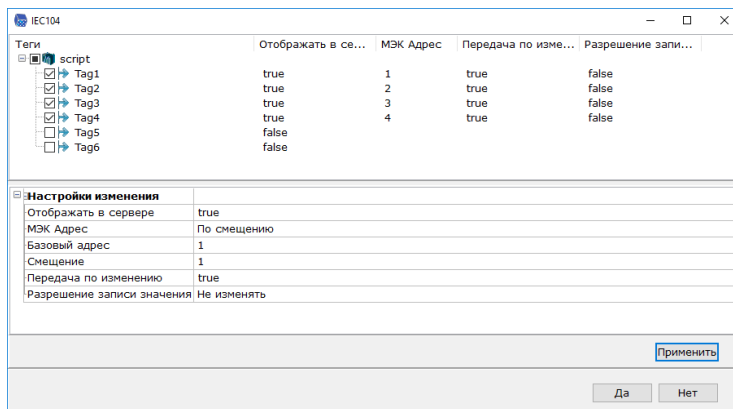 IEC104
Теги Отображать в се... МЭК Адрес Передача по изме... Разрешение запи...
script
Tag1 true 1 true false
Tag2 true 2 true false
Tag3 true 3 true false
Tag4 true 4 true false
Tag5 false
Tag6 false
Настройки изменения
Отображать в сервере true
МЭК Адрес По смещению
Базовый адрес 1
Смещение 1
Передача по изменению true
Разрешение записи значения Не изменять
Применить
Да Нет